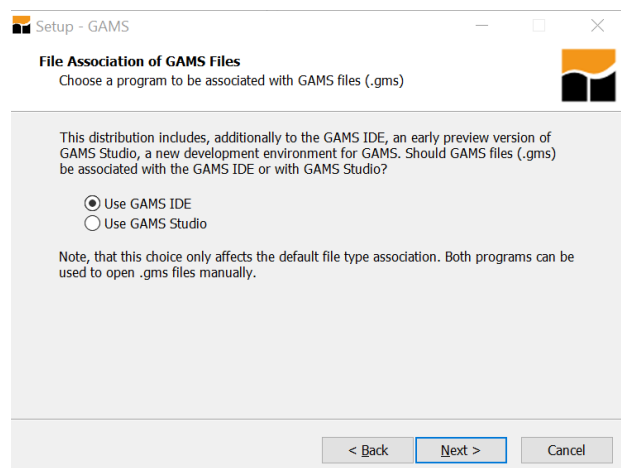 Setup - GAMS
File Association of GAMS Files
Choose a program to be associated with GAMS files (.gms)
This distribution includes, additionally to the GAMS IDE, an early preview version of
GAMS Studio, a new development environment for GAMS. Should GAMS files (.gms)
be associated with the GAMS IDE or with GAMS Studio?
Use GAMS IDE
Use GAMS Studio
Note, that this choice only affects the default file type association. Both programs can be
used to open .gms files manually.
< Back Next > Cancel